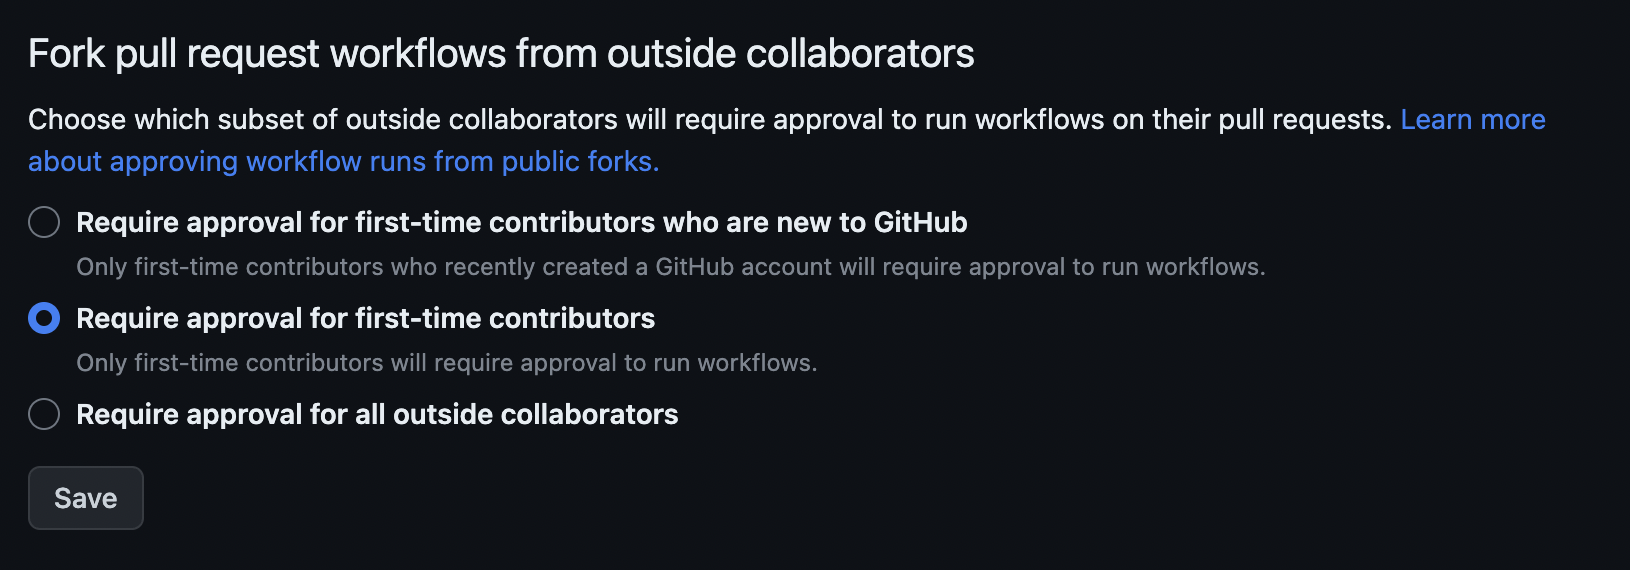 Fork pull request workflows from outside collaborators
Choose which subset of outside collaborators will require approval to run workflows on their pull requests. Learn more
about approving workflow runs from public forks.
Require approval for first-time contributors who are new to GitHub
Only first-time contributors who recently created a GitHub account will require approval to run workflows.
Require approval for first-time contributors
Only first-time contributors will require approval to run workflows.
Require approval for all outside collaborators
Save